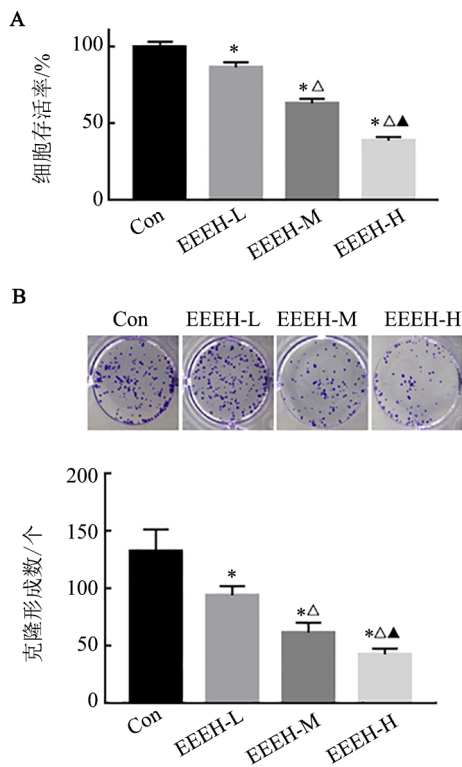 A
细胞存活率/%
100
50
0
*
*△
*△▲
Con
EEEH-L
EEEH-M
EEEH-H
B
Con EEEH-L EEEH-M EEEH-H
克隆形成数/个
200
150
100
50
0
*
*△
*△▲
Con
EEEH-L
EEEH-M
EEEH-H